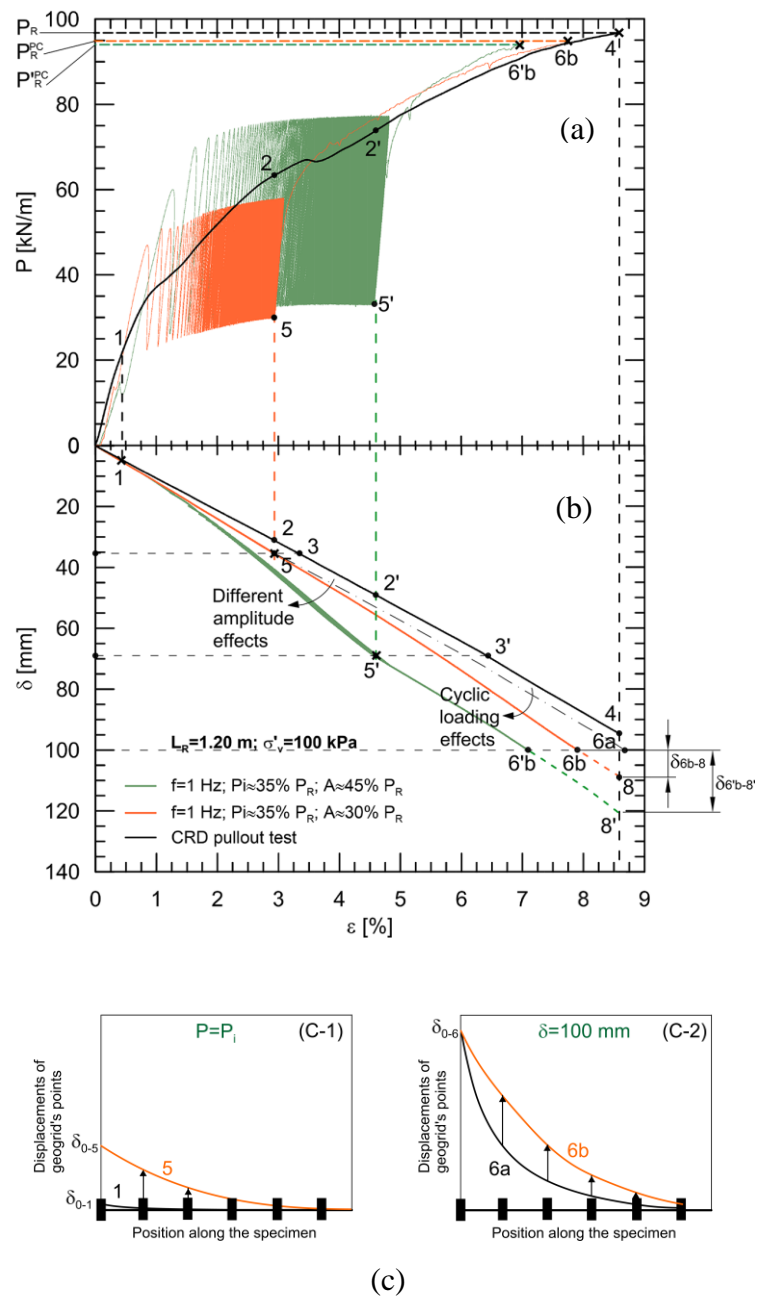 P_R
P_R^PC
P'_R^PC
100
80
60
40
20
0
P [kN/m]
(a)
1
2
2'
5
5'
6'b
6b
4
(b)
20
40
60
80
100
120
140
δ [mm]
1
2
3
5
2'
3'
5'
4
6a
6'b
6b
8
8'
Different
amplitude
effects
Cyclic
loading
effects
L_R=1.20 m; σ'_v=100 kPa
f=1 Hz; Pi≈35% P_R; A≈45% P_R
f=1 Hz; Pi≈35% P_R; A≈30% P_R
CRD pullout test
δ6b-8
δ6'b-8'
0 1 2 3 4 5 6 7 8 9
ε [%]
P=P_i
(C-1)
Displacements of
geogrid's points
δ_0-5
δ_0-1
5
1
Position along the specimen
δ=100 mm
(C-2)
Displacements of
geogrid's points
δ_0-6
6b
6a
Position along the specimen
(c)